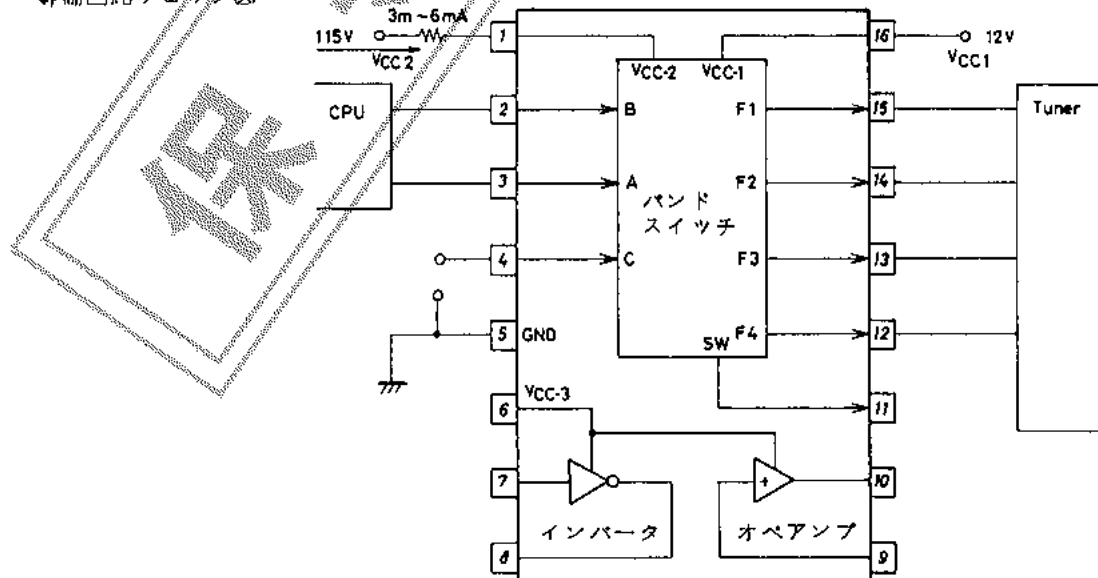 3m~6mA
115V
VCC2
CPU
1
2
3
4
5
6
7
8
VCC-2
VCC-1
B
A
C
バンド
スイッチ
F1
F2
F3
F4
SW
GND
VCC-3
インバータ
オペアンプ
+
16
15
14
13
12
11
10
9
12V
VCC1
Tuner
保